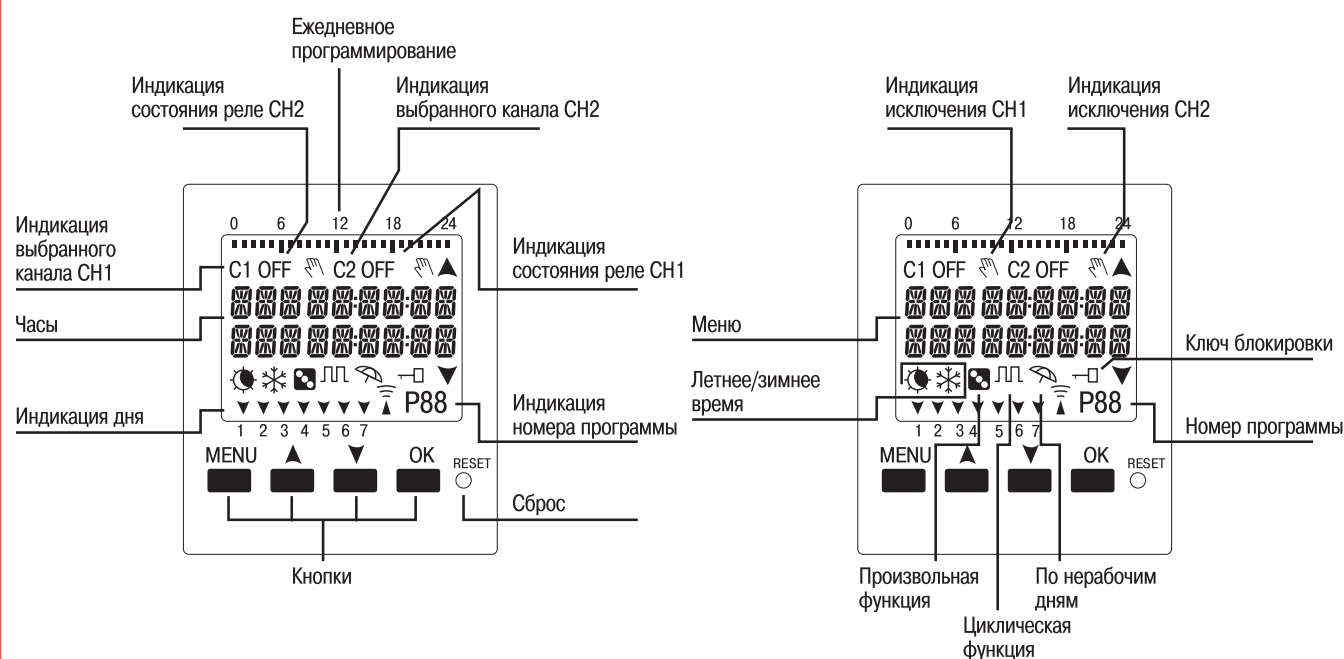 Ежедневное
программирование
Индикация
состояния реле CH2
Индикация
выбранного канала CH2
Индикация
выбранного
канала CH1
Часы
Индикация дня
0 6 12 18 24
C1 OFF C2 OFF
P88
1 2 3 4 5 6 7
MENU OK RESET
Индикация
состояния реле CH1
Индикация
номера программы
Сброс
Кнопки
Индикация
исключения CH1
Индикация
исключения CH2
Меню
Летнее/зимнее
время
0 6 12 18 24
C1 OFF C2 OFF
P88
1 2 3 4 5 6 7
MENU OK RESET
Ключ блокировки
Номер программы
Произвольная
функция
Циклическая
функция
По нерабочим
дням